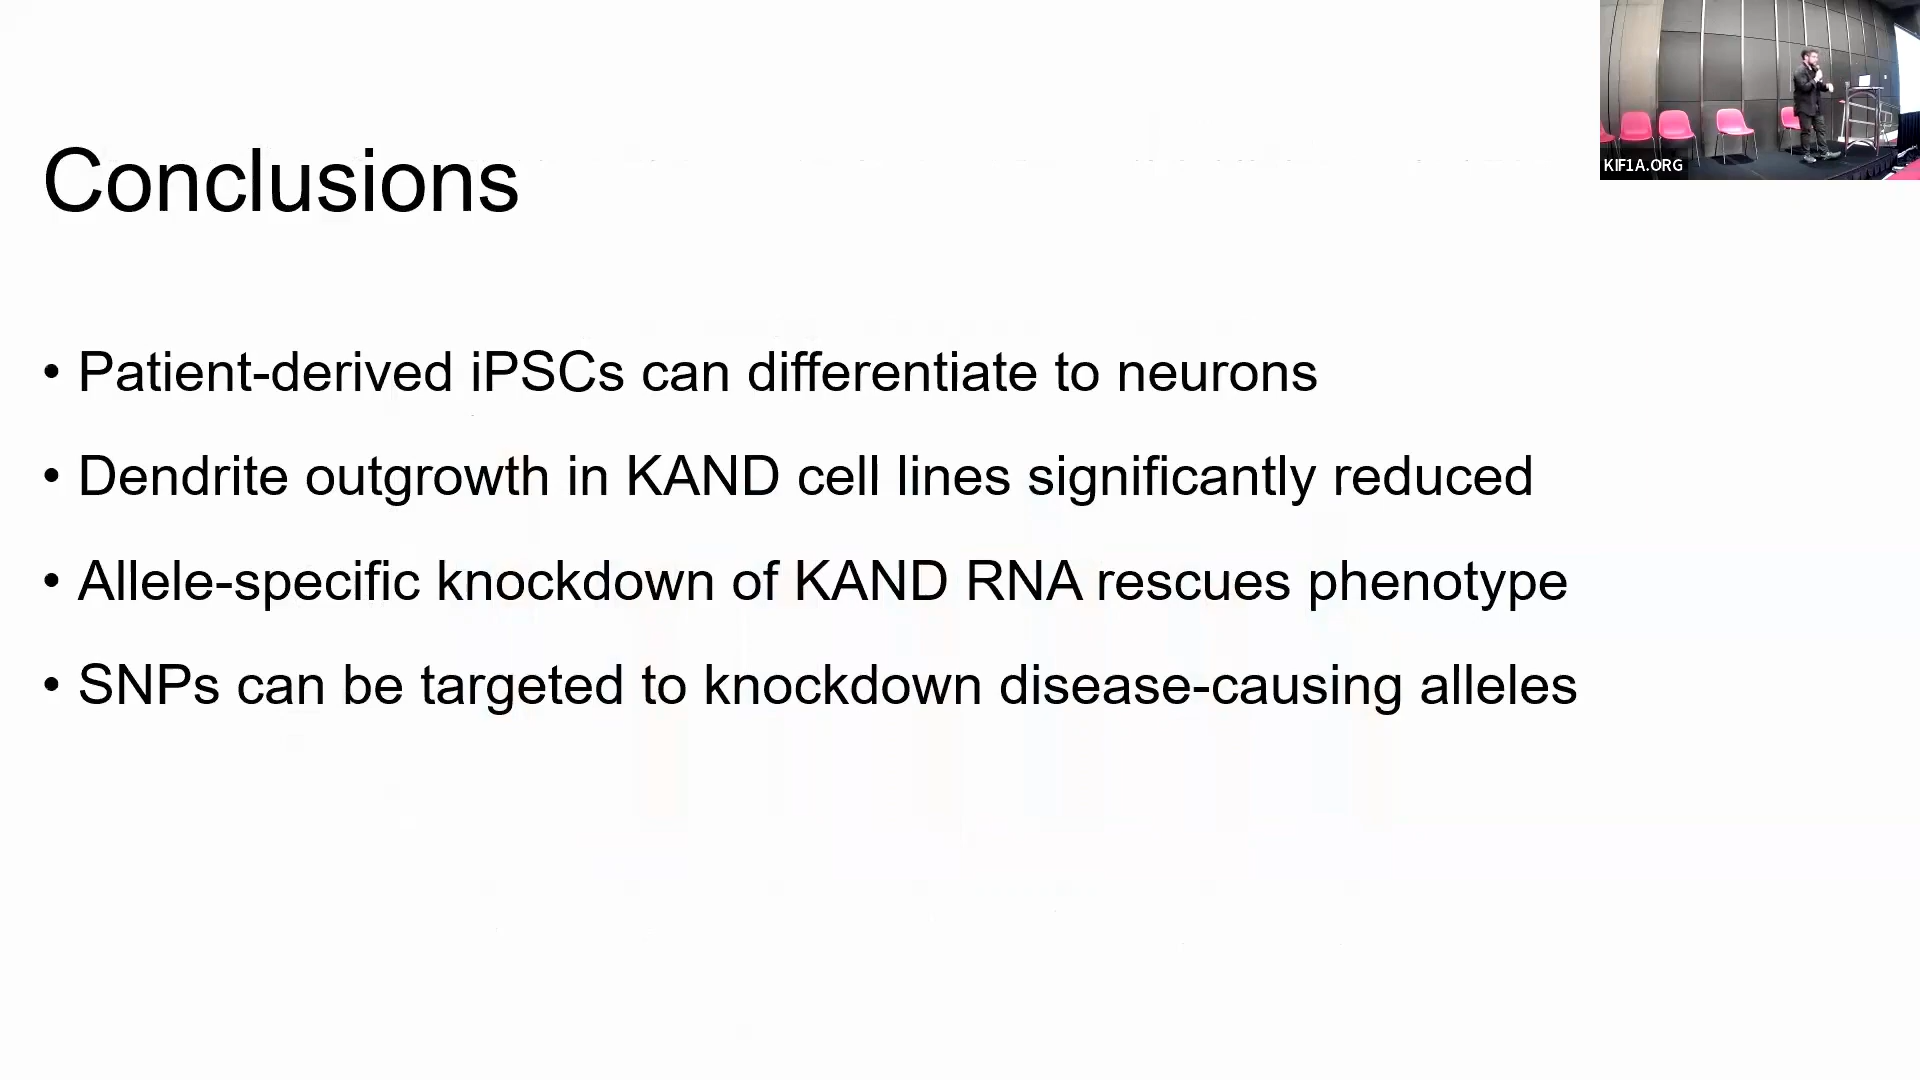 KIF1A.ORG
Conclusions
• Patient-derived iPSCs can differentiate to neurons
• Dendrite outgrowth in KAND cell lines significantly reduced
• Allele-specific knockdown of KAND RNA rescues phenotype
• SNPs can be targeted to knockdown disease-causing alleles